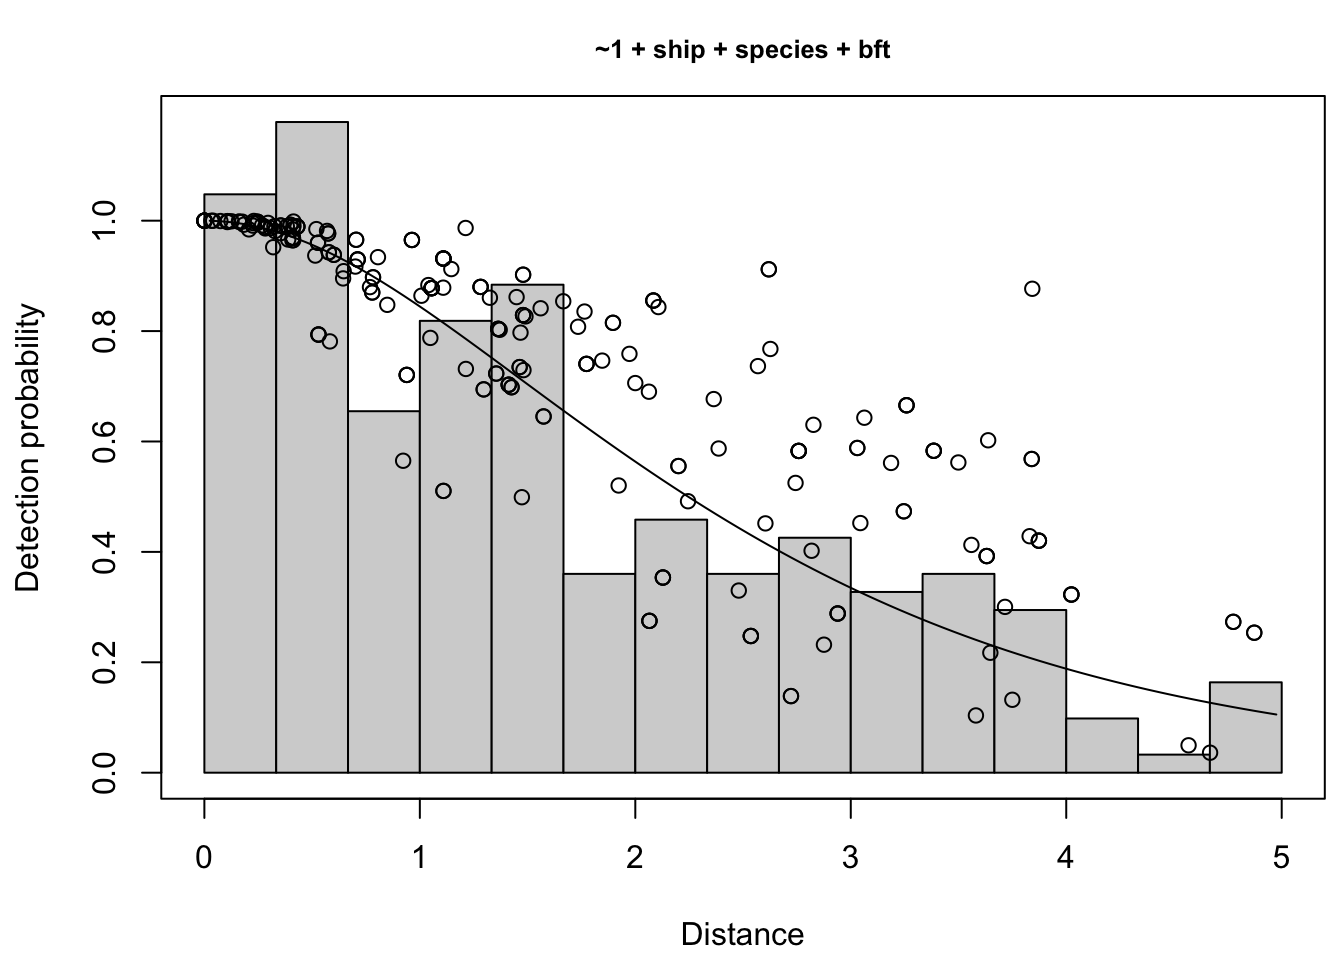 ~1 + ship + species + bft
Detection probability
1.0
0.8
0.6
0.4
0.2
0.0
0 1 2 3 4 5
Distance